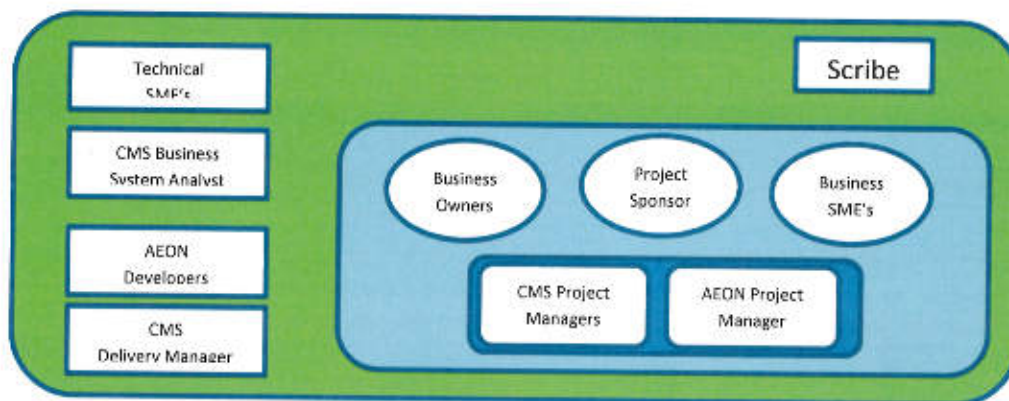 Technical
SME's
Scribe
CMS Business
System Analyst
Business
Owners
Project
Sponsor
Business
SME's
AEON
Developers
CMS Project
Managers
AEON Project
Manager
CMS
Delivery Manager